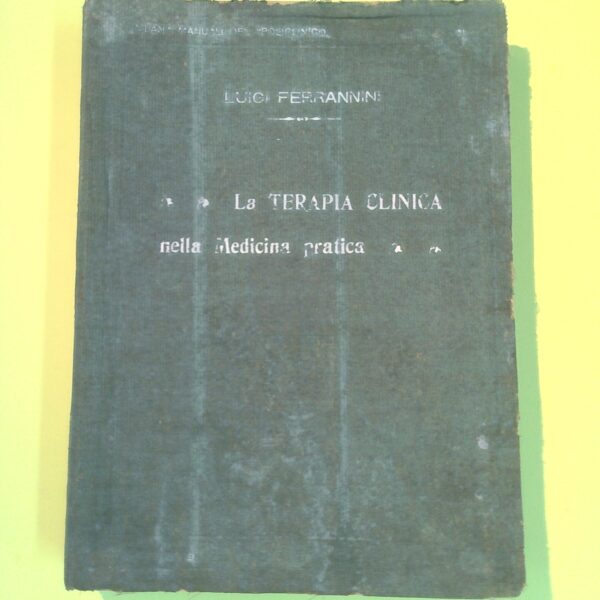 MANUALI DEL "POLICLINICO"
LUIGI FERRANNINI
La TERAPIA CLINICA
nella Medicina pratica